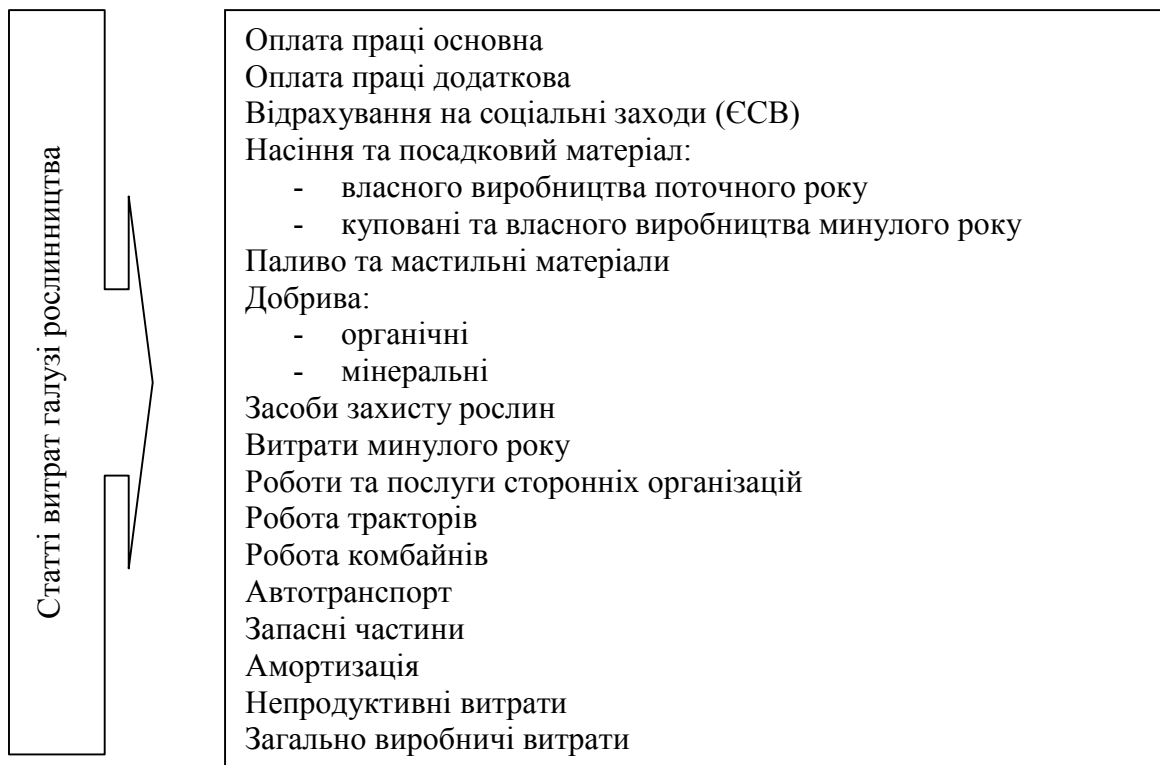 Статті витрат галузі рослинництва
Оплата праці основна
Оплата праці додаткова
Відрахування на соціальні заходи (ЄСВ)
Насіння та посадковий матеріал:
- власного виробництва поточного року
- куповані та власного виробництва минулого року
Паливо та мастильні матеріали
Добрива:
- органічні
- мінеральні
Засоби захисту рослин
Витрати минулого року
Роботи та послуги сторонніх організацій
Робота тракторів
Робота комбайнів
Автотранспорт
Запасні частини
Амортизація
Непродуктивні витрати
Загально виробничі витрати